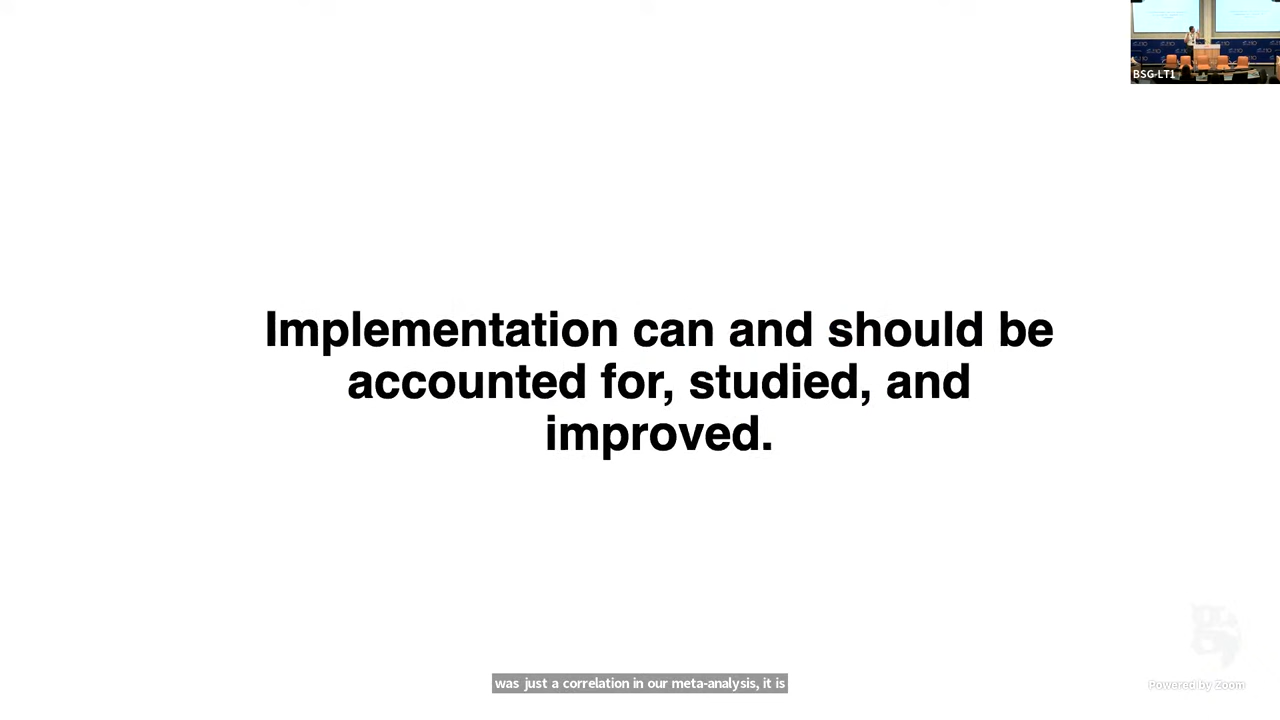 BSG-LT1
Implementation can and should be
accounted for, studied, and
improved.
was just a correlation in our meta-analysis, it is
Powered by Zoom